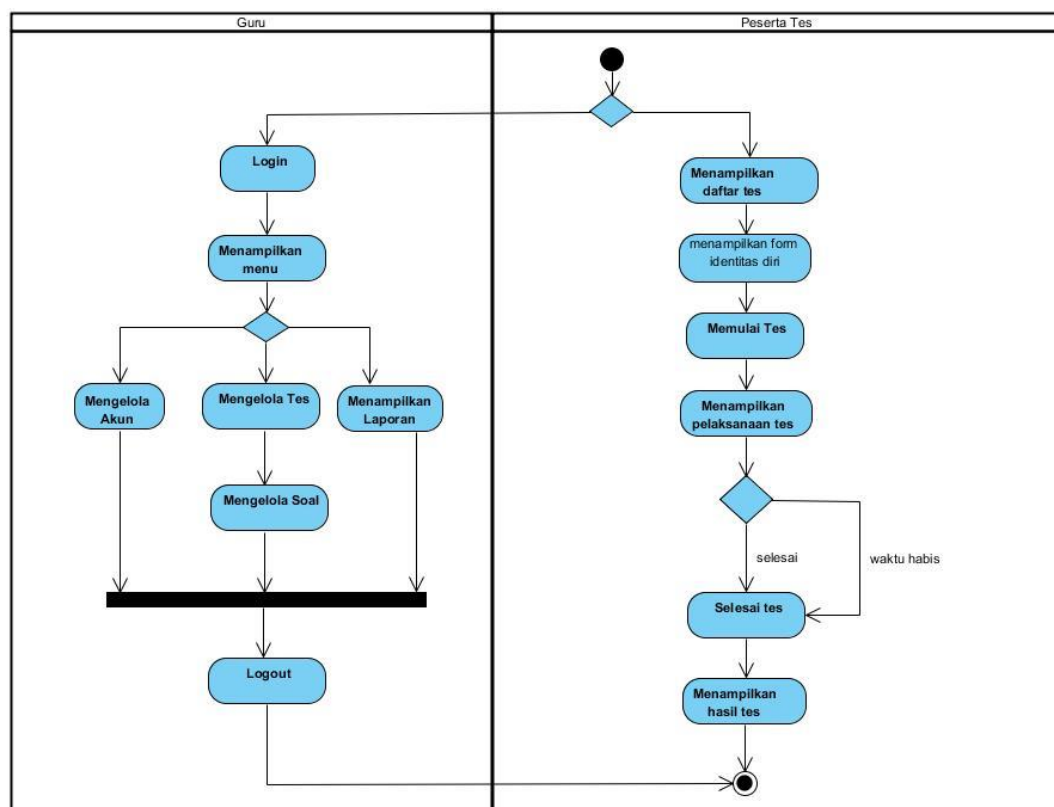 Guru
Peserta Tes
Login
Menampilkan
daftar tes
Menampilkan
menu
menampilkan form
identitas diri
Memulai Tes
Mengelola
Akun
Mengelola Tes
Menampilkan
Laporan
Menampilkan
pelaksanaan tes
Mengelola Soal
selesai
waktu habis
Selesai tes
Logout
Menampilkan
hasil tes